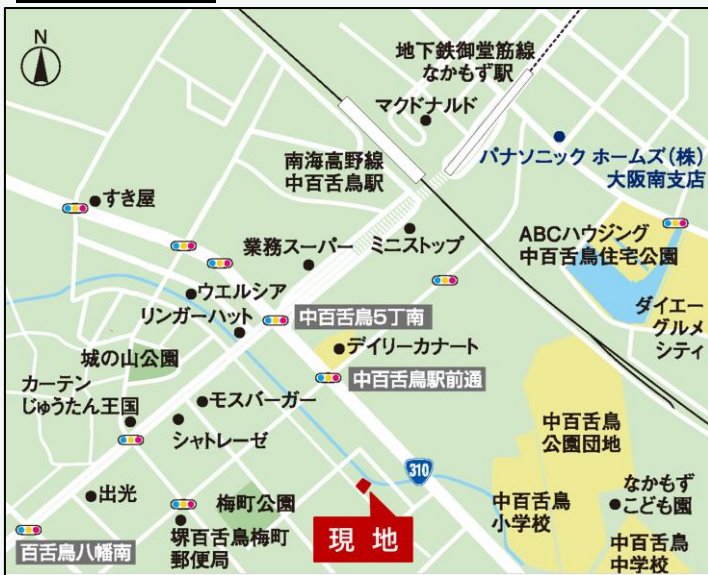 N
地下鉄御堂筋線
なかもず駅
マクドナルド
南海高野線
中百舌鳥駅
パナソニック ホームズ(株)
大阪南支店
すき屋
業務スーパー
ミニストップ
ABCハウジング
中百舌鳥住宅公園
ウエルシア
リンガーハット
中百舌鳥5丁南
ダイエー
グルメ
シティ
城の山公園
デイリーカナート
カーテン
じゅうたん王国
モスバーガー
中百舌鳥駅前通
シャトレーゼ
中百舌鳥
公園団地
310
出光
梅町公園
中百舌鳥
小学校
なかもず
こども園
堺百舌鳥梅町
郵便局
現 地
百舌鳥八幡南
中百舌鳥
中学校